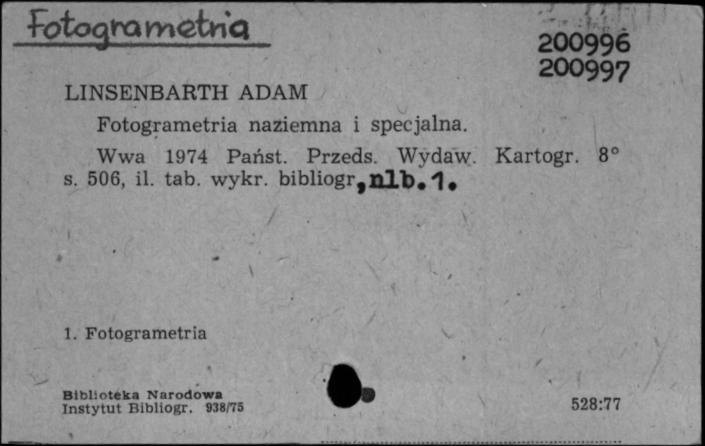 Fotogrametria
200996
200997
LINSENBARTH ADAM
Fotogrametria naziemna i specjalna.
Wwa 1974 Państ. Przeds. Wydaw. Kartogr. 8°
s. 506, il. tab. wykr. bibliogr, nlb. 1.
1. Fotogrametria
Biblioteka Narodowa
Instytut Bibliogr. 938/75
528:77